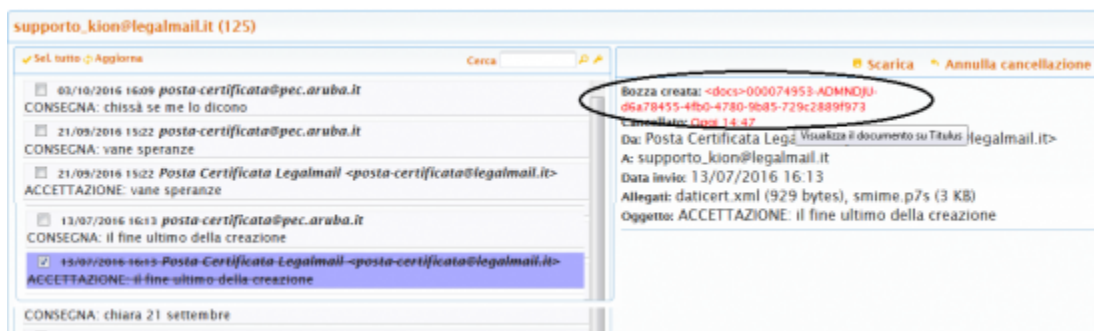 supporto_kion@legalmail.it (125)
Sel. tutto Aggiorna Cerca
03/10/2016 16:09 posta-certificata@pec.aruba.it
CONSEGNA: chissà se me lo dicono
21/09/2016 15:22 posta-certificata@pec.aruba.it
CONSEGNA: vane speranze
21/09/2016 15:22 Posta Certificata Legalmail <posta-certificata@legalmail.it>
ACCETTAZIONE: vane speranze
13/07/2016 16:13 posta-certificata@pec.aruba.it
CONSEGNA: il fine ultimo della creazione
13/07/2016 16:13 Posta Certificata Legalmail <posta-certificata@legalmail.it>
ACCETTAZIONE: il fine ultimo della creazione
CONSEGNA: chiara 21 settembre
Scarica Annulla cancellazione
Bozza creata: <docs>000074953-ADMNDJU-
d6a78455-4fb0-4780-9b85-729c2889f973
Cancellato: Oggi 14:47
Da: Posta Certificata Lega legalmail.it>
Visualizza il documento su Titulus
A: supporto_kion@legalmail.it
Data invio: 13/07/2016 16:13
Allegati: daticert.xml (929 bytes), smime.p7s (3 KB)
Oggetto: ACCETTAZIONE: il fine ultimo della creazione